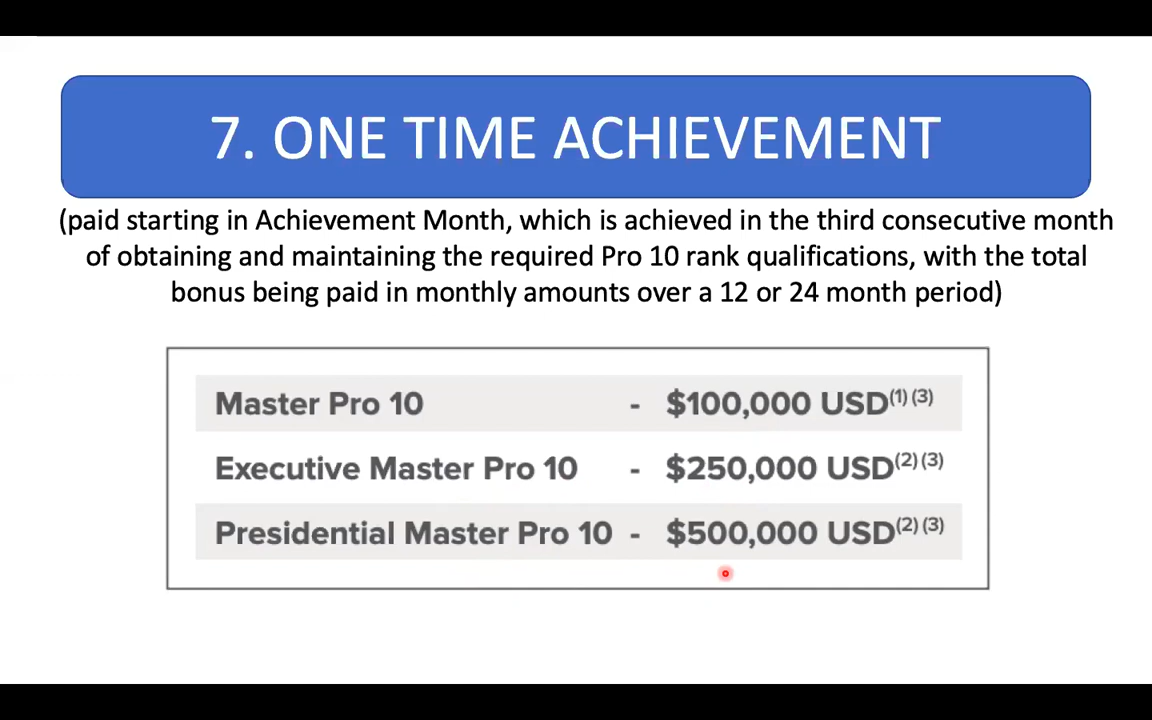 7. ONE TIME ACHIEVEMENT
(paid starting in Achievement Month, which is achieved in the third consecutive month
of obtaining and maintaining the required Pro 10 rank qualifications, with the total
bonus being paid in monthly amounts over a 12 or 24 month period)
Master Pro 10 - $100,000 USD(1) (3)
Executive Master Pro 10 - $250,000 USD(2) (3)
Presidential Master Pro 10 - $500,000 USD(2) (3)